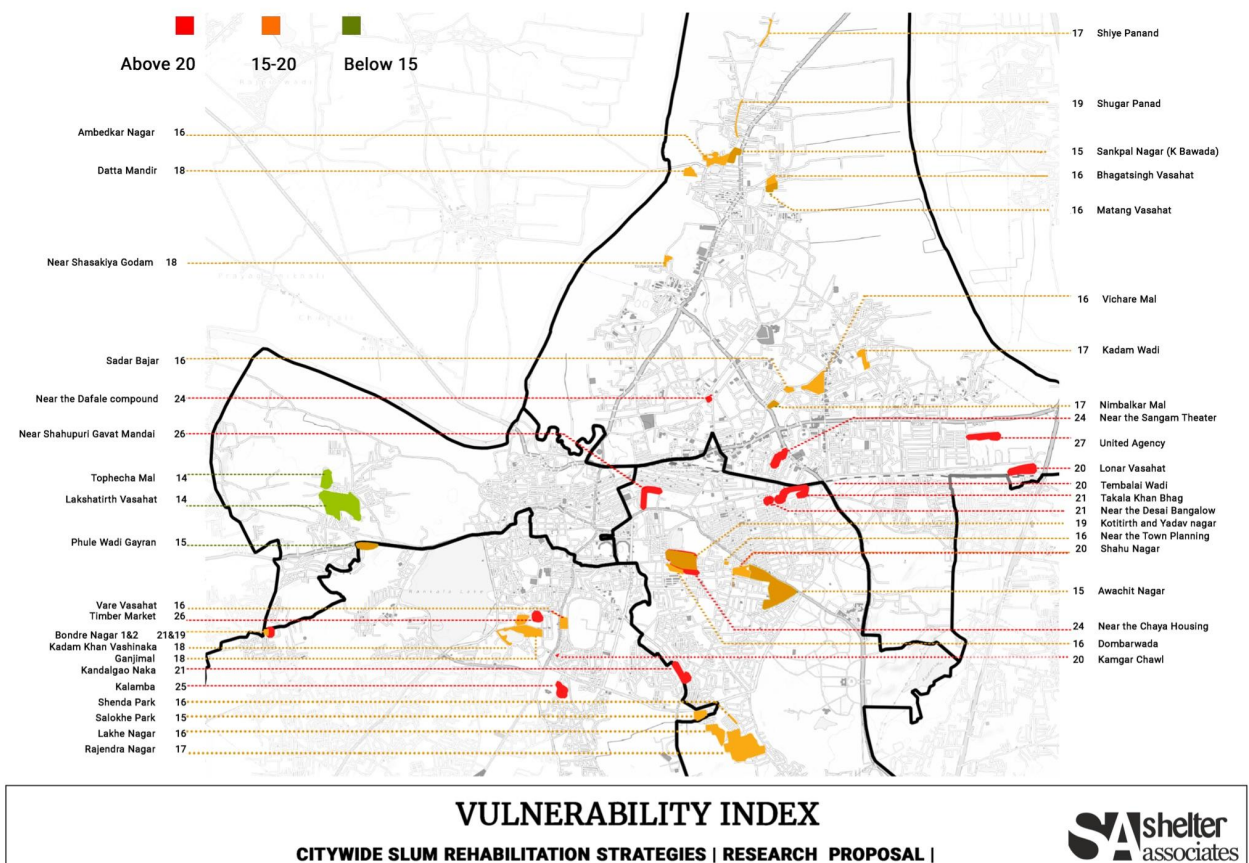 Above 20
15-20
Below 15
Ambedkar Nagar 16
Datta Mandir 18
Near Shasakiya Godam 18
Sadar Bajar 16
Near the Dafale compound 24
Near Shahupuri Gavat Mandai 26
Tophecha Mal 14
Lakshatirth Vasahat 14
Phule Wadi Gayran 15
Vare Vasahat 16
Timber Market 26
Bondre Nagar 1&2 21&19
Kadam Khan Vashinaka 18
Ganjimal 18
Kandalgao Naka 21
Kalamba 25
Shenda Park 16
Salokhe Park 15
Lakhe Nagar 16
Rajendra Nagar 17
17 Shiye Panand
19 Shugar Panad
15 Sankpal Nagar (K Bawada)
16 Bhagatsingh Vasahat
16 Matang Vasahat
16 Vichare Mal
17 Kadam Wadi
17 Nimbalkar Mal
24 Near the Sangam Theater
27 United Agency
20 Lonar Vasahat
20 Tembalai Wadi
21 Takala Khan Bhag
21 Near the Desai Bangalow
19 Kotitirth and Yadav nagar
16 Near the Town Planning
20 Shahu Nagar
15 Awachit Nagar
24 Near the Chaya Housing
16 Dombarwada
20 Kamgar Chawl
VULNERABILITY INDEX
CITYWIDE SLUM REHABILITATION STRATEGIES | RESEARCH PROPOSAL |
SA shelter
associates